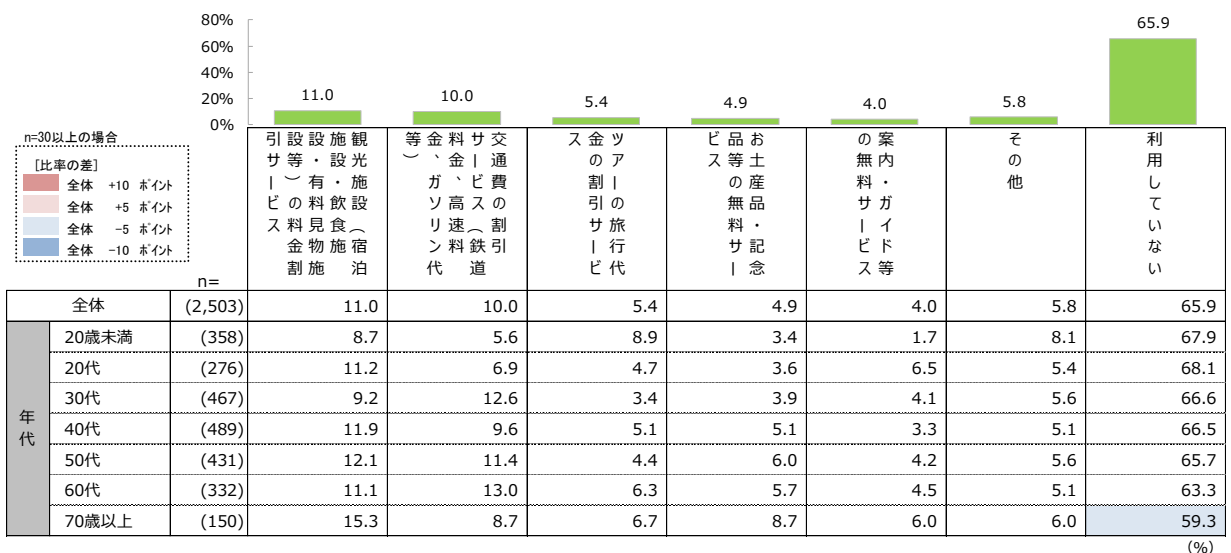 80%
60%
40%
20%
0%
11.0
10.0
5.4
4.9
4.0
5.8
65.9
n=30以上の場合
[比率の差]
全体 +10 ポイント
全体 +5 ポイント
全体 -5 ポイント
全体 -10 ポイント
n=
観光施設（宿泊
施設・飲食施
設・有料見物施
設等）の料金割
引サービス
交通費の割引
サービス（鉄道
料金、高速料
金、ガソリン代
等）
ツアーの旅行代
金の割引サービ
ス
お土産品・記念
品等の無料サー
ビス
案内・ガイド等
の無料サービス
その他
利用していない
全体 (2,503) 11.0 10.0 5.4 4.9 4.0 5.8 65.9
年代
20歳未満 (358) 8.7 5.6 8.9 3.4 1.7 8.1 67.9
20代 (276) 11.2 6.9 4.7 3.6 6.5 5.4 68.1
30代 (467) 9.2 12.6 3.4 3.9 4.1 5.6 66.6
40代 (489) 11.9 9.6 5.1 5.1 3.3 5.1 66.5
50代 (431) 12.1 11.4 4.4 6.0 4.2 5.6 65.7
60代 (332) 11.1 13.0 6.3 5.7 4.5 5.1 63.3
70歳以上 (150) 15.3 8.7 6.7 8.7 6.0 6.0 59.3
(%)